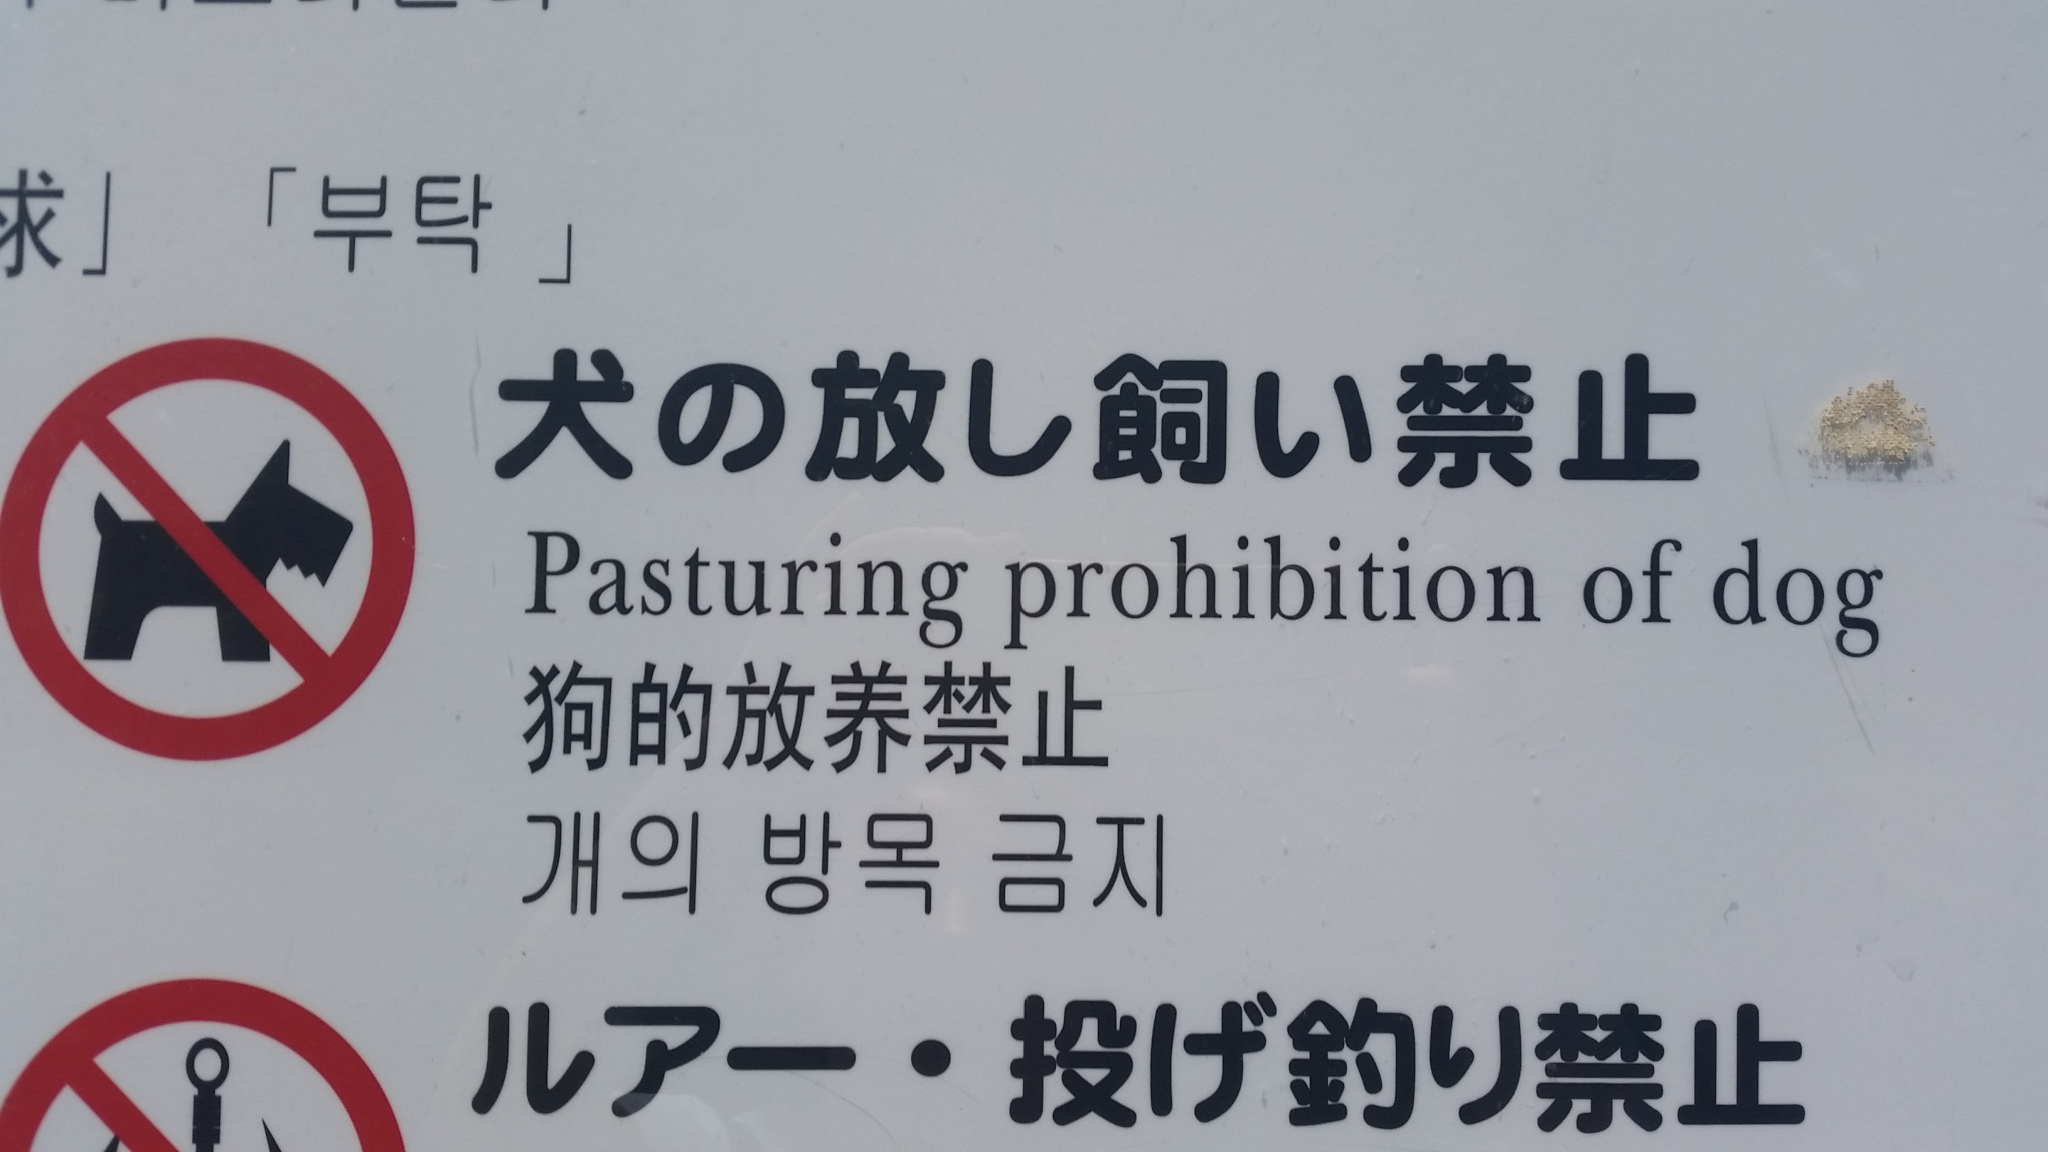 求」 「부탁 」
犬の放し飼い禁止
Pasturing prohibition of dog
狗的放养禁止
개의 방목 금지
ルアー・投げ釣り禁止